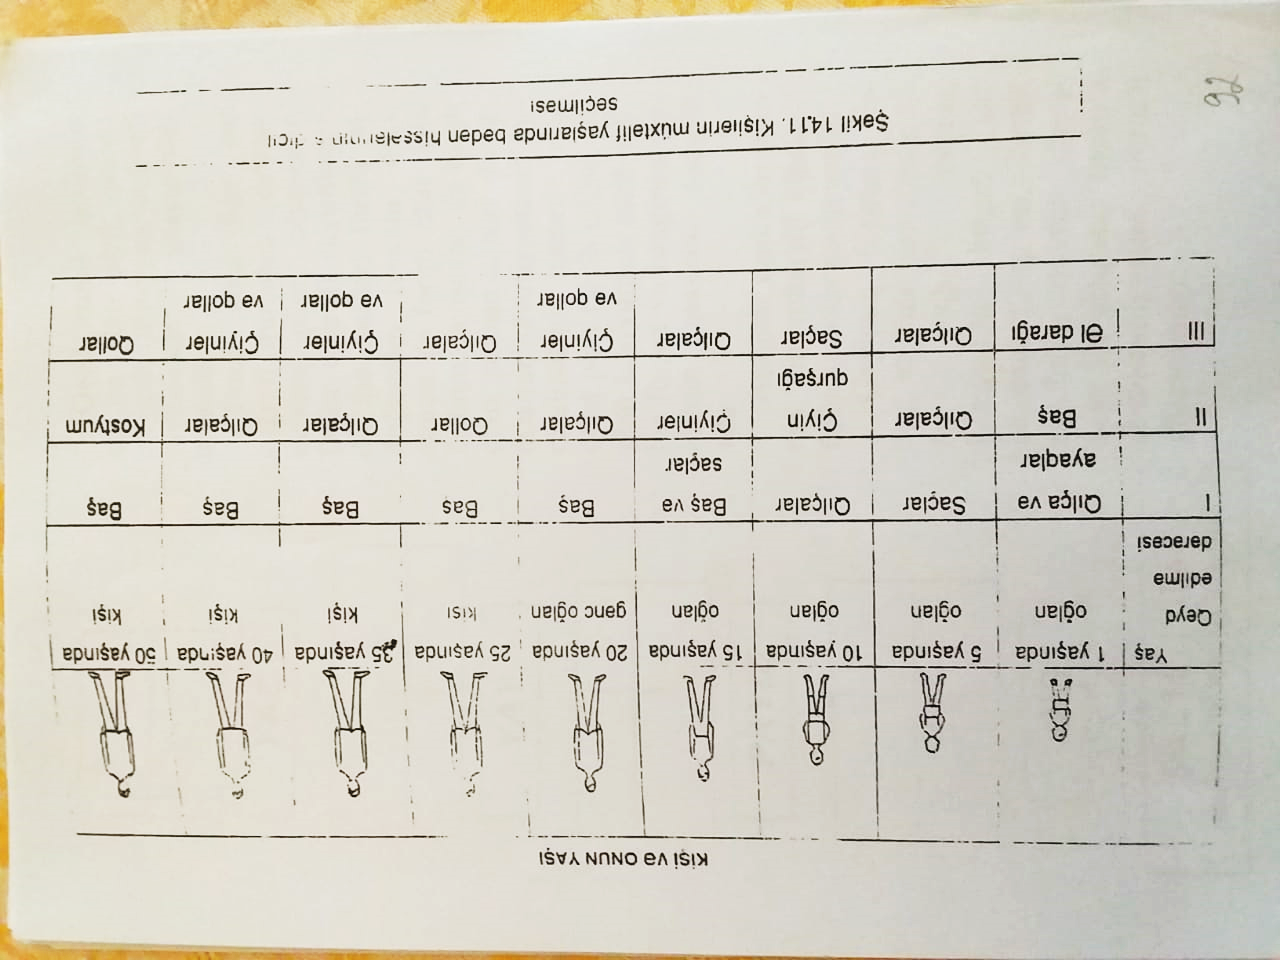 KİŞİ Və ONUN YAŞI
Yaş | 1 yaşında | 5 yaşında | 10 yaşında | 15 yaşında | 20 yaşında | 25 yaşında | 35 yaşında | 40 yaşında | 50 yaşında
Qeyd | oğlan | oğlan | oğlan | oğlan | gənc oğlan | kişi | kişi | kişi | kişi
edilmə
dərəcəsi
I | Qılça və | Saçlar | Qılçalar | Baş və | Baş | Baş | Baş | Baş | Baş
ayaqlar | saçlar
II | Baş | Qılçalar | Çiyin | Çiyinlər | Qılçalar | Qollar | Qılçalar | Qılçalar | Kostyum
qurşağı
III | Əl darağı | Qılçalar | Saçlar | Qılçalar | Çiyinlər | Qılçalar | Çiyinlər | Çiyinlər | Qollar
və qollar | və qollar | və qollar
Şəkil 14.11. Kişilərin müxtəlif yaşlarında bədən hissələrinin
seçilməsi
92